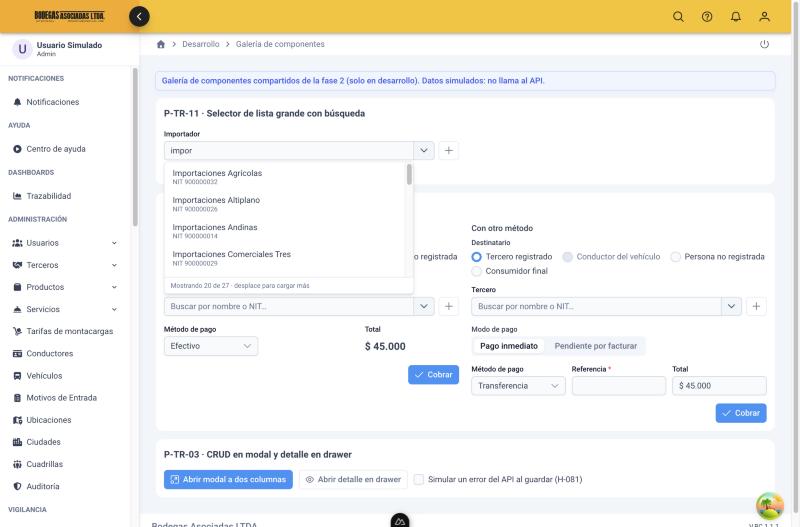 BODEGAS ASOCIADAS LTDA.
U
Usuario Simulado
Admin
Desarrollo
Galería de componentes
NOTIFICACIONES
Notificaciones
AYUDA
Centro de ayuda
DASHBOARDS
Trazabilidad
ADMINISTRACIÓN
Usuarios
Terceros
Productos
Servicios
Tarifas de montacargas
Conductores
Vehículos
Motivos de Entrada
Ubicaciones
Ciudades
Cuadrillas
Auditoría
VIGILANCIA
Galería de componentes compartidos de la fase 2 (solo en desarrollo). Datos simulados: no llama al API.
P-TR-11 · Selector de lista grande con búsqueda
Importador
impor
Importaciones Agrícolas
NIT 900000032
Importaciones Altiplano
NIT 900000026
Importaciones Andinas
NIT 900000014
Importaciones Comerciales Tres
NIT 900000029
Mostrando 20 de 27 · desplace para cargar más
o registrada
Buscar por nombre o NIT...
Método de pago
Total
Efectivo
$ 45.000
Cobrar
Con otro método
Destinatario
Tercero registrado
Conductor del vehículo
Persona no registrada
Consumidor final
Tercero
Buscar por nombre o NIT...
Modo de pago
Pago inmediato
Pendiente por facturar
Método de pago
Referencia *
Total
Transferencia
$ 45.000
Cobrar
P-TR-03 · CRUD en modal y detalle en drawer
Abrir modal a dos columnas
Abrir detalle en drawer
Simular un error del API al guardar (H-081)
Bodegas Asociadas LTDA